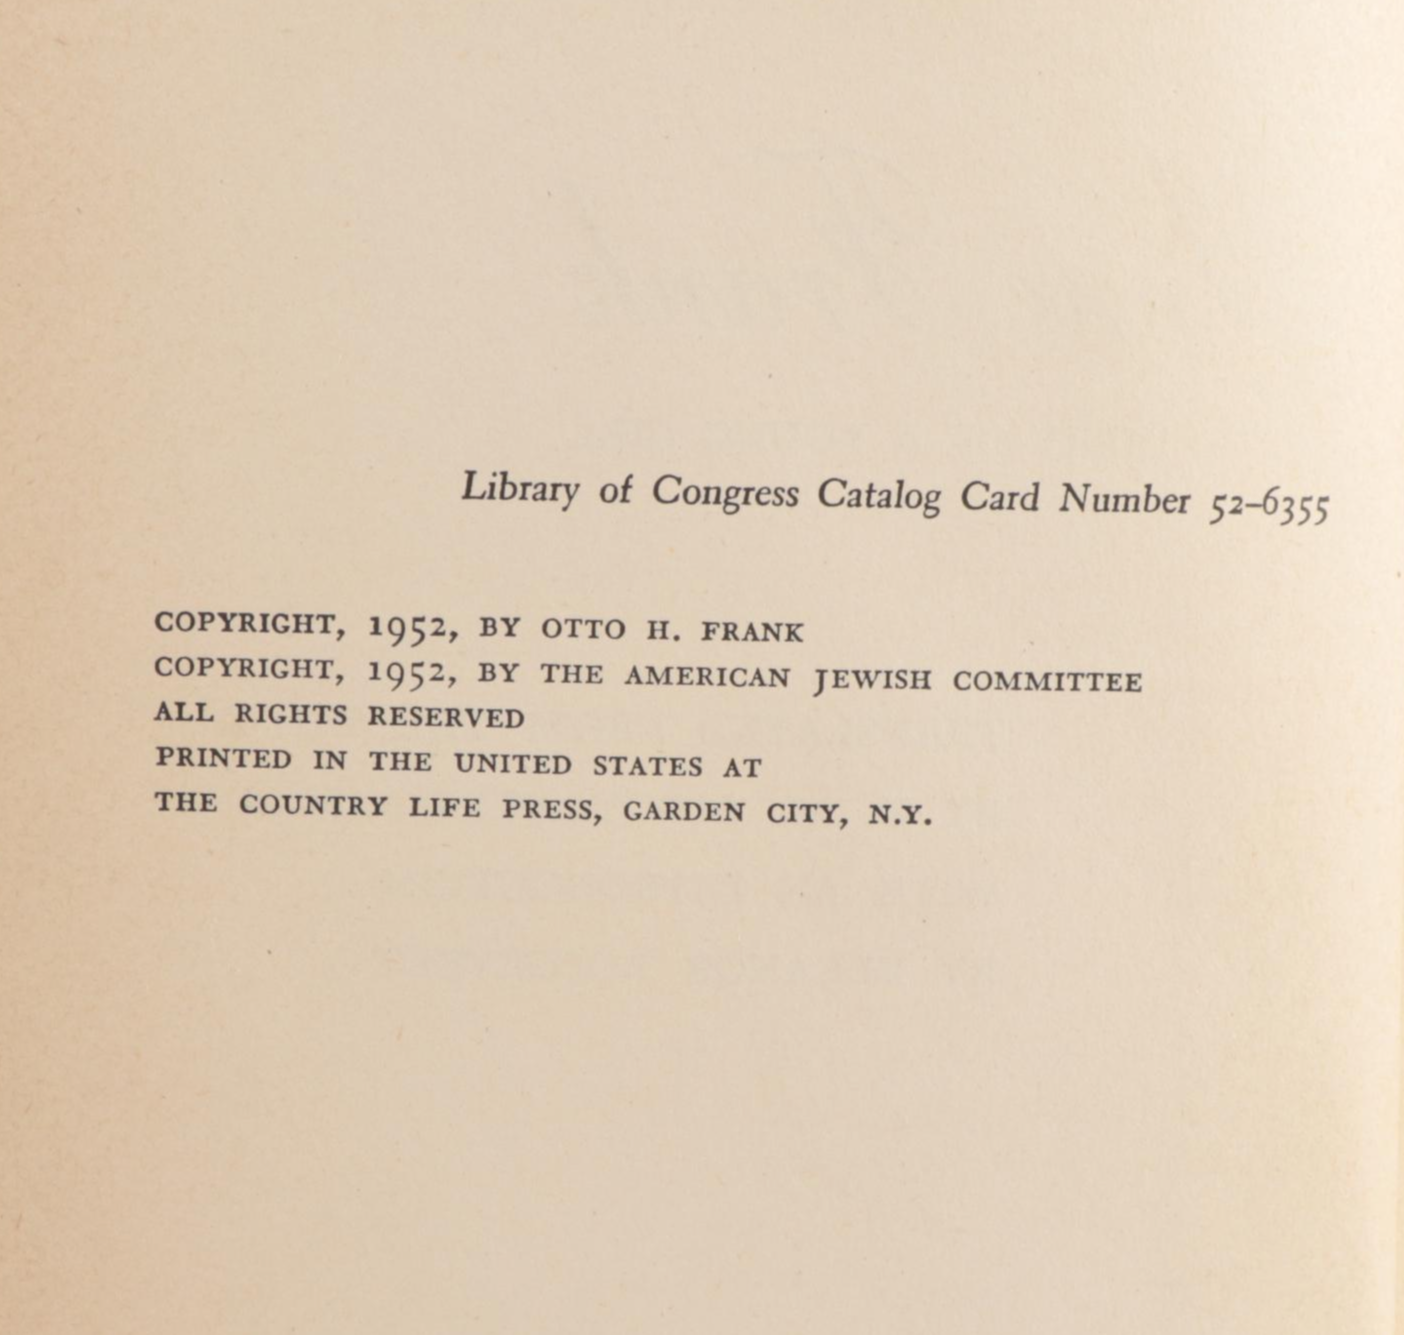 Library of Congress Catalog Card Number 52–6355
COPYRIGHT, 1952, BY OTTO H. FRANK
COPYRIGHT, 1952, BY THE AMERICAN JEWISH COMMITTEE
ALL RIGHTS RESERVED
PRINTED IN THE UNITED STATES AT
THE COUNTRY LIFE PRESS, GARDEN CITY, N.Y.